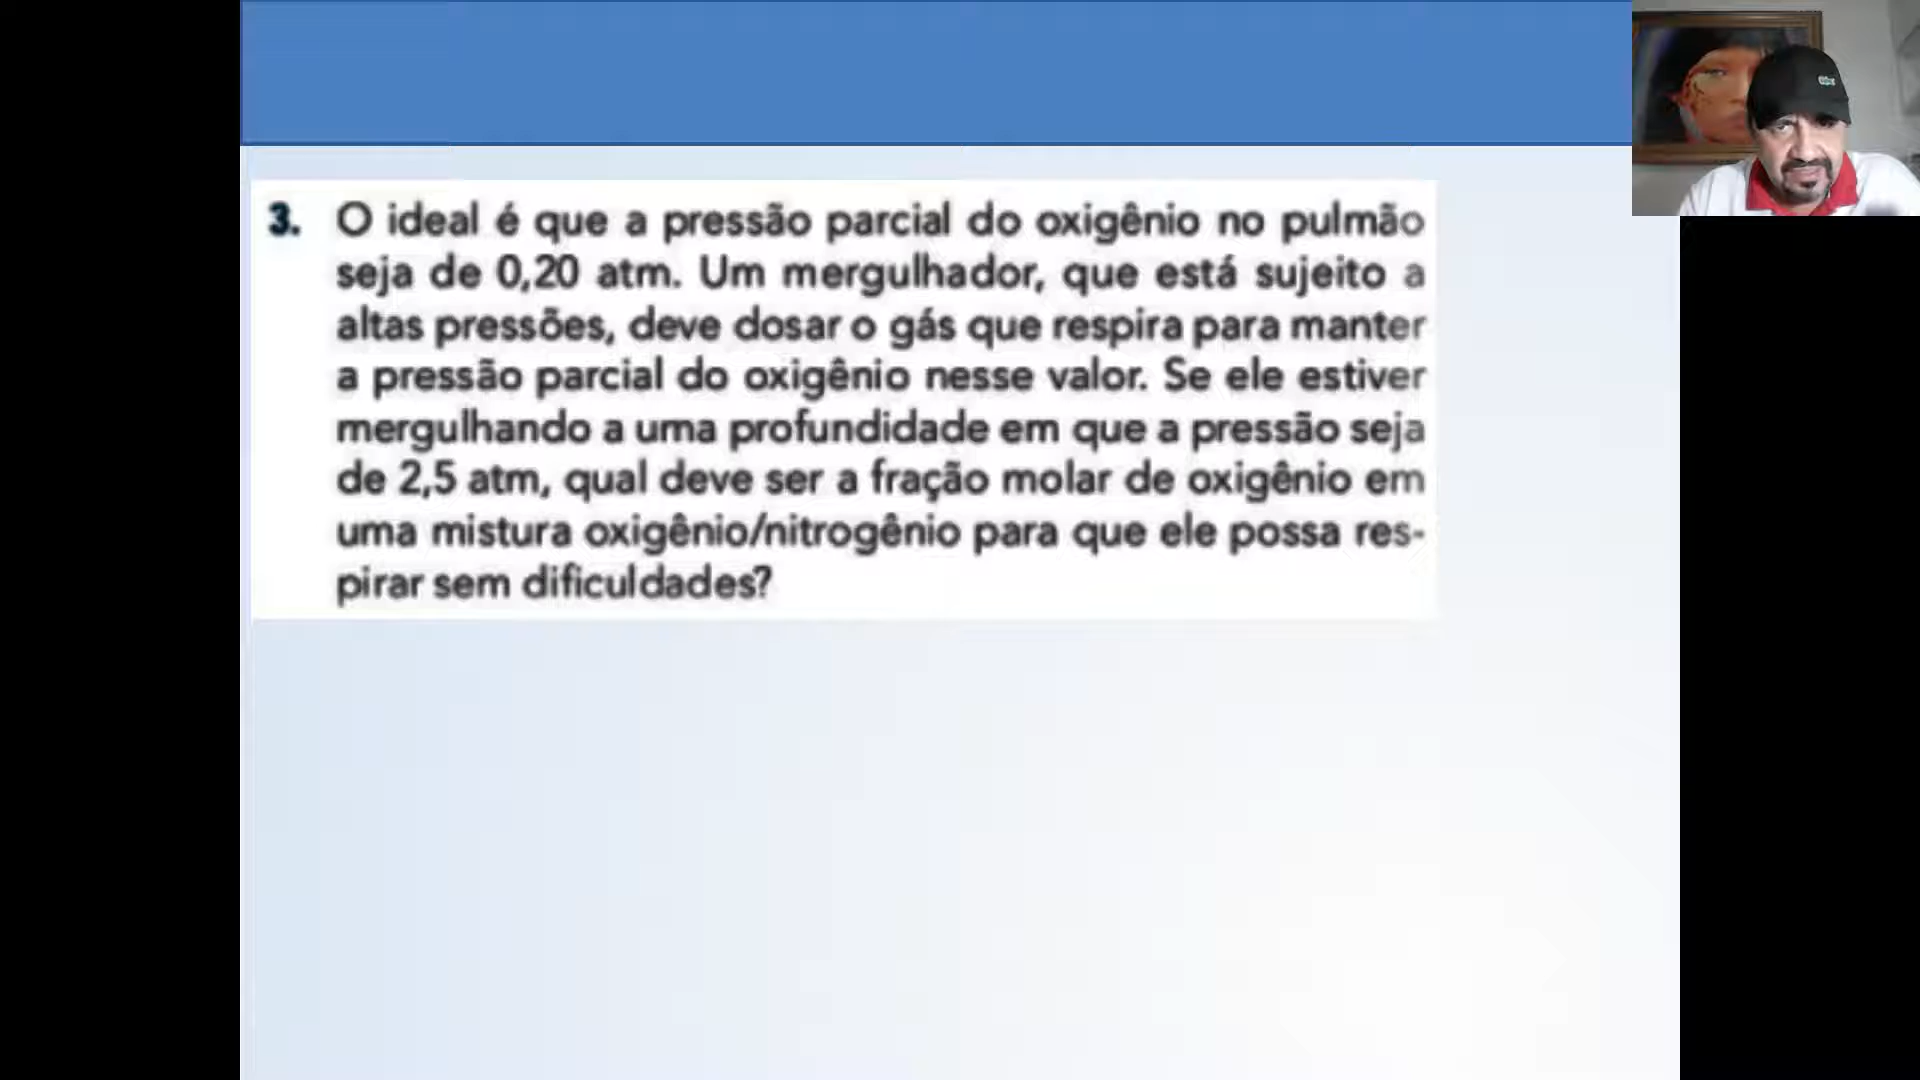 3. O ideal é que a pressão parcial do oxigênio no pulmão
seja de 0,20 atm. Um mergulhador, que está sujeito a
altas pressões, deve dosar o gás que respira para manter
a pressão parcial do oxigênio nesse valor. Se ele estiver
mergulhando a uma profundidade em que a pressão seja
de 2,5 atm, qual deve ser a fração molar de oxigênio em
uma mistura oxigênio/nitrogênio para que ele possa res-
pirar sem dificuldades?